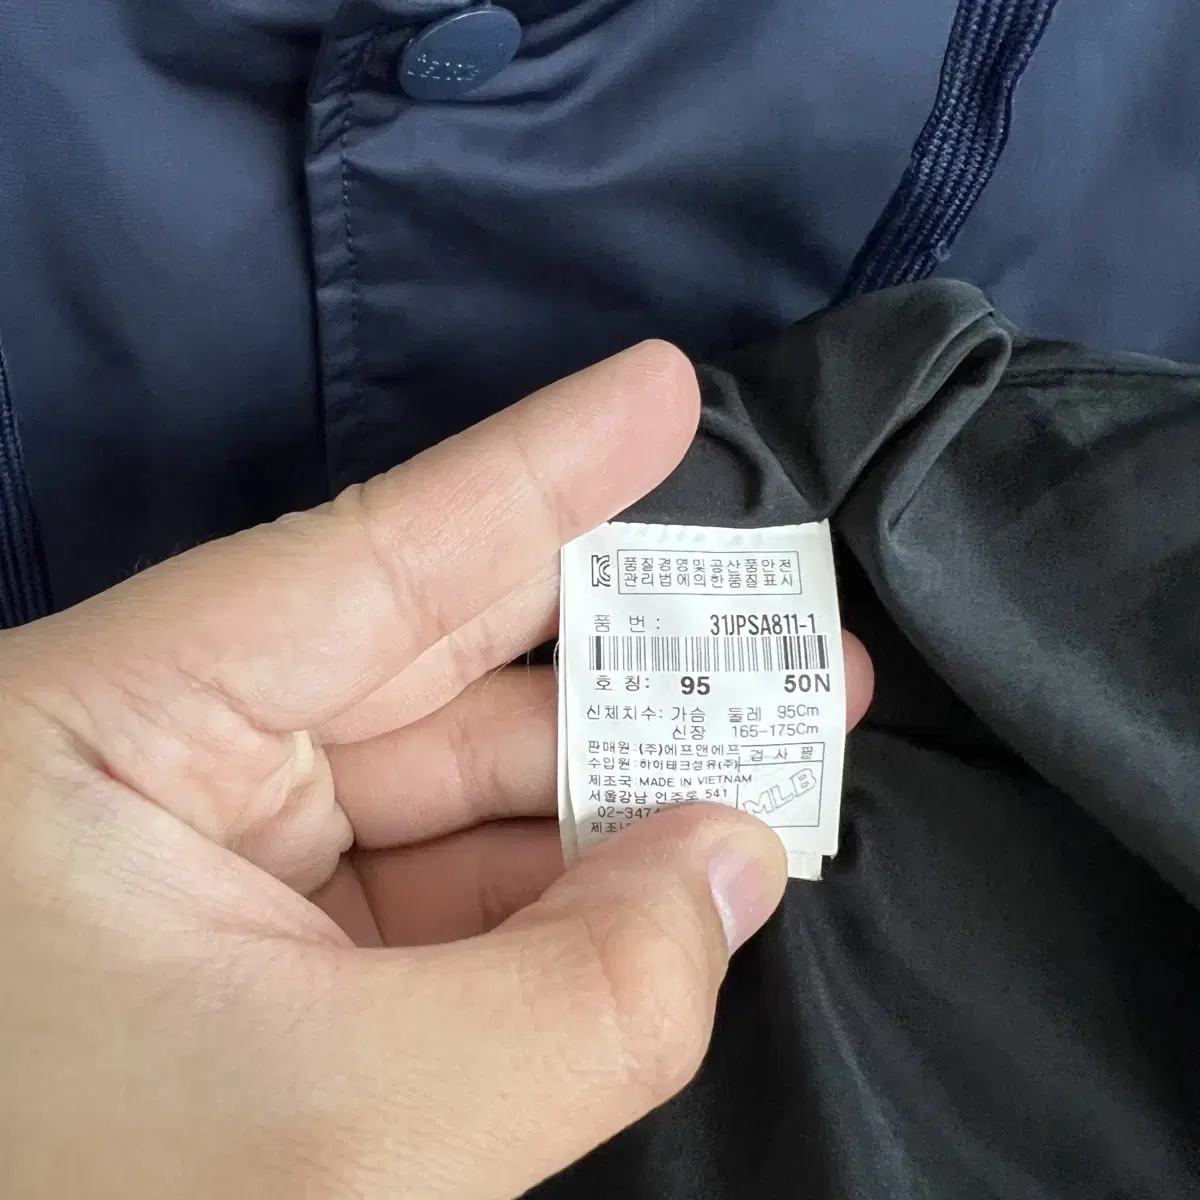 품질경영및공산품안전
관리법에의한품질표시
품 번 : 31JPSA811-1
호 칭: 95 50N
신체치수: 가슴 둘레 95Cm
신장 165-175Cm
판매원:(주)에프앤에프
수입원:하이테크섬유(주)
검 사 필
제조국:MADE IN VIETNAM
MLB
서울강남 언주로 541
02-3474